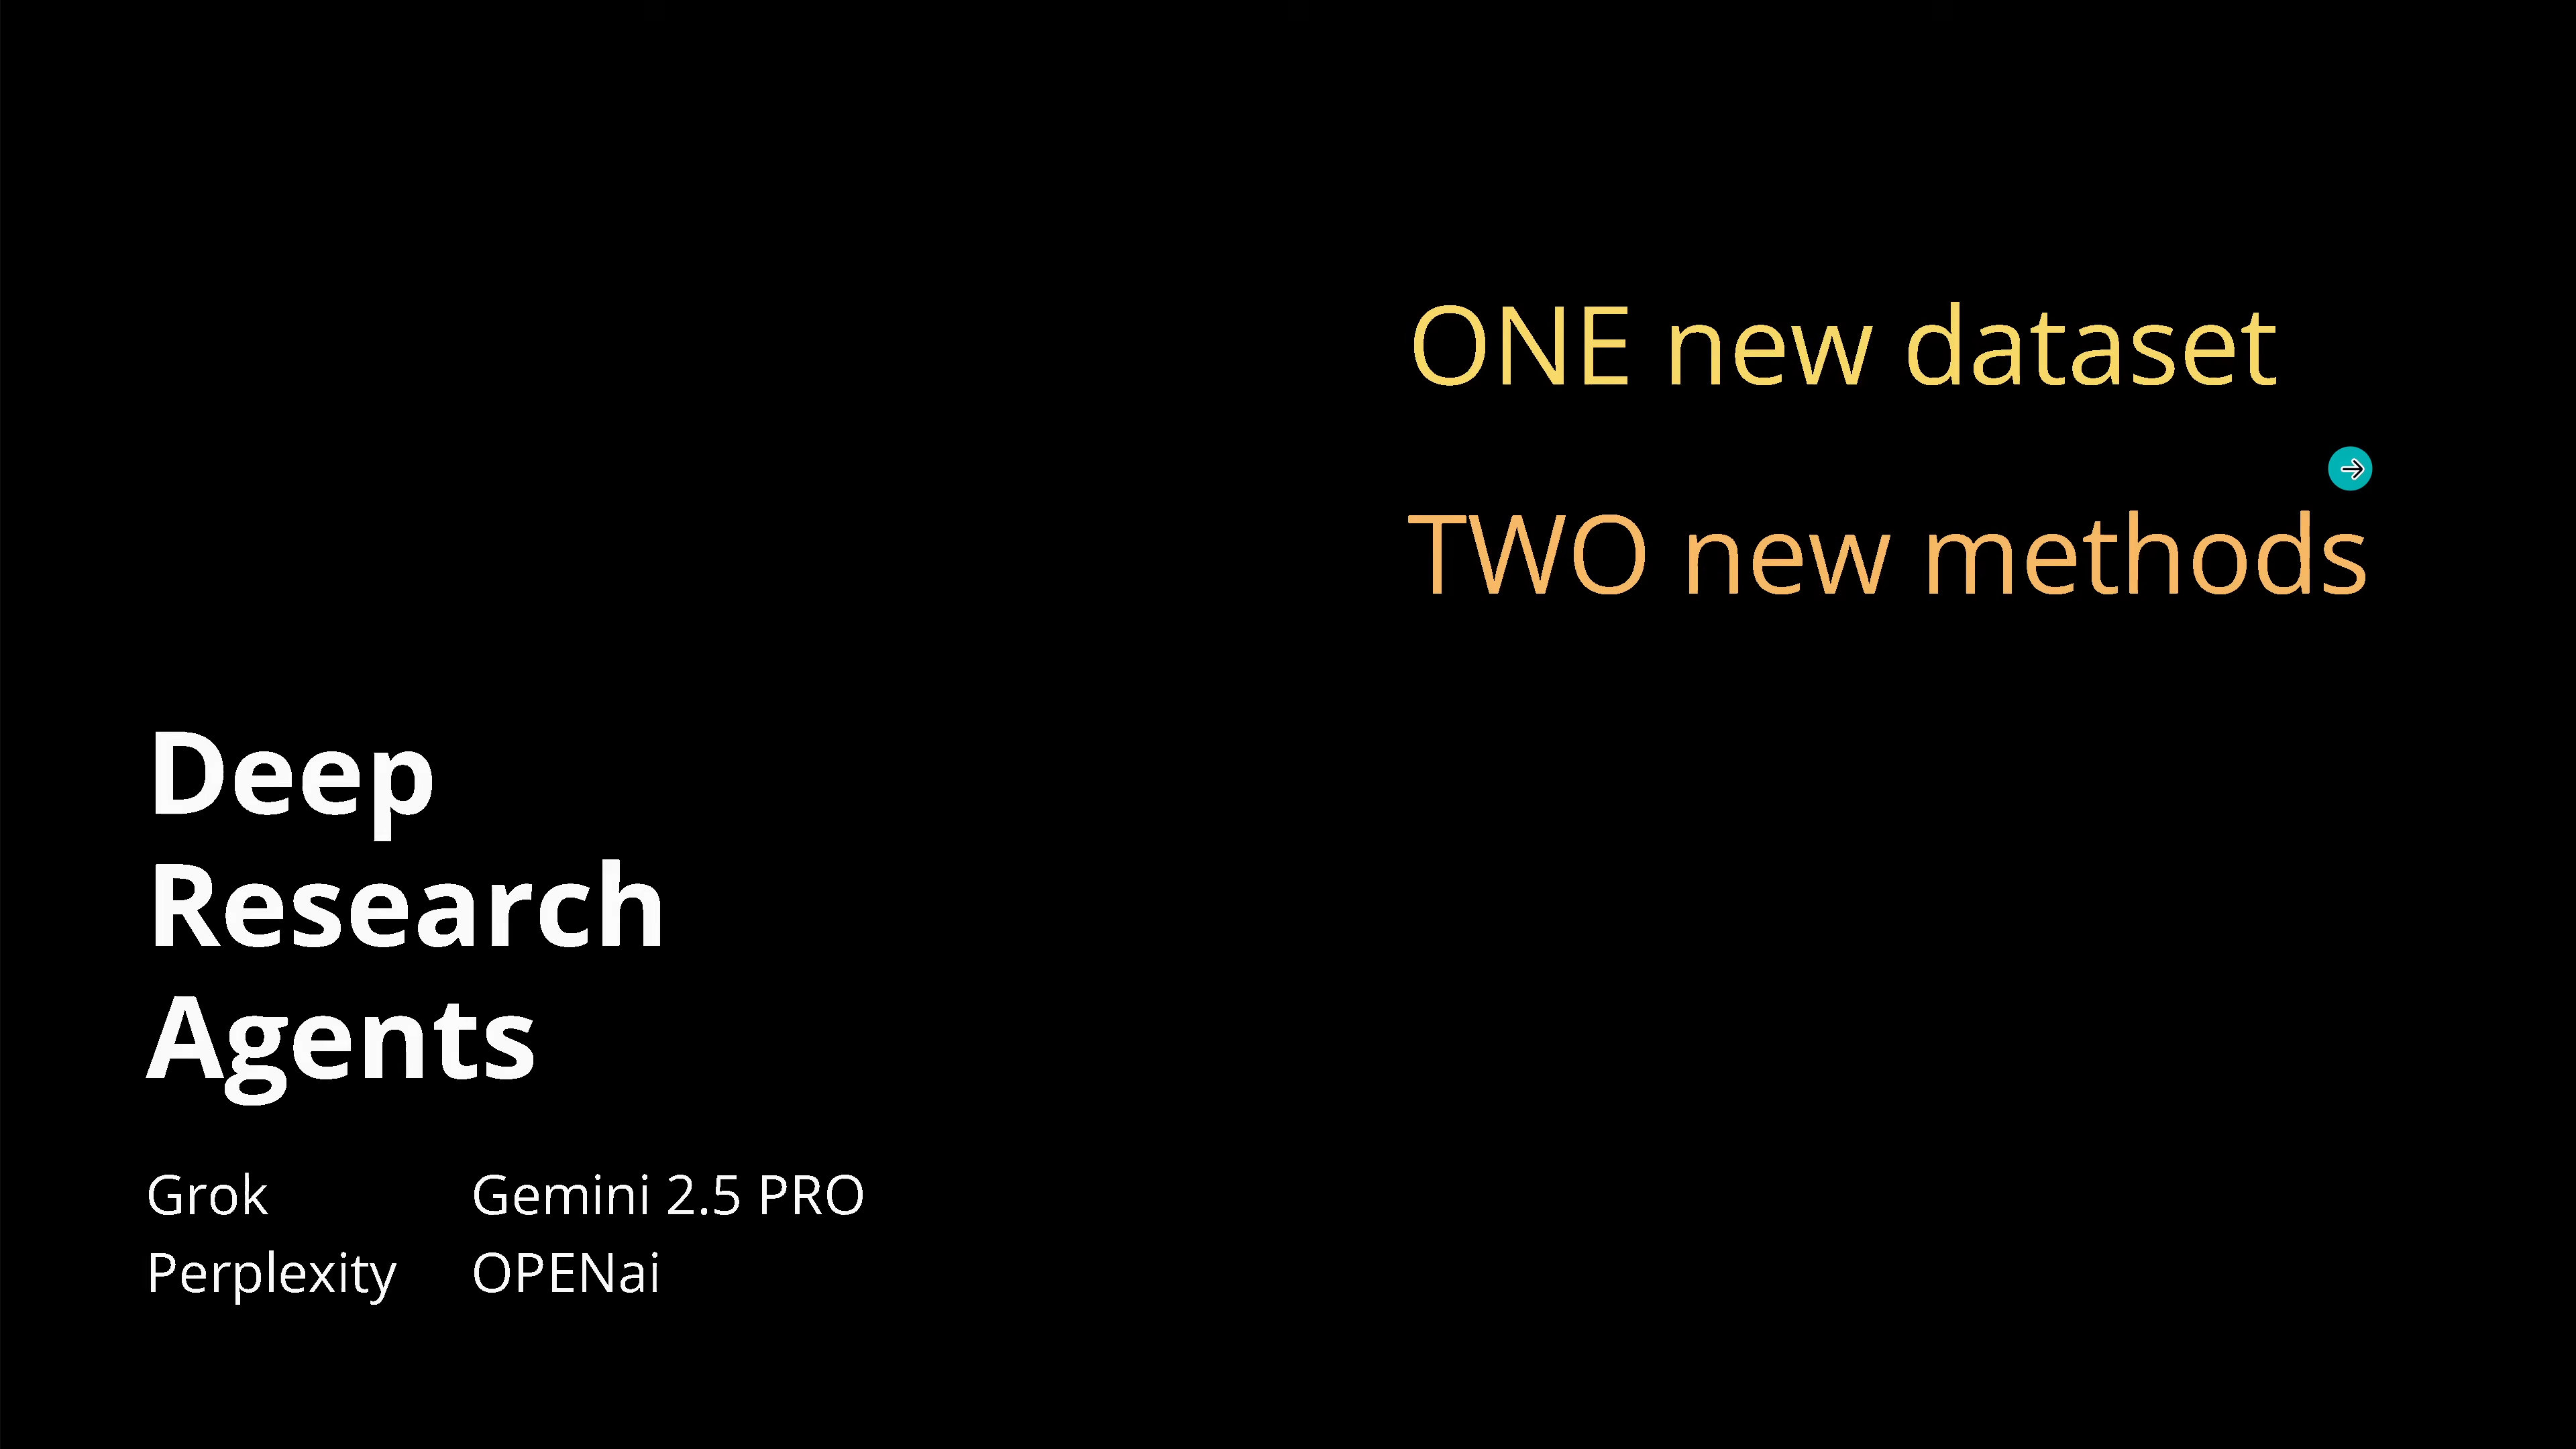 ONE new dataset
TWO new methods
Deep
Research
Agents
Grok Gemini 2.5 PRO
Perplexity OPENai